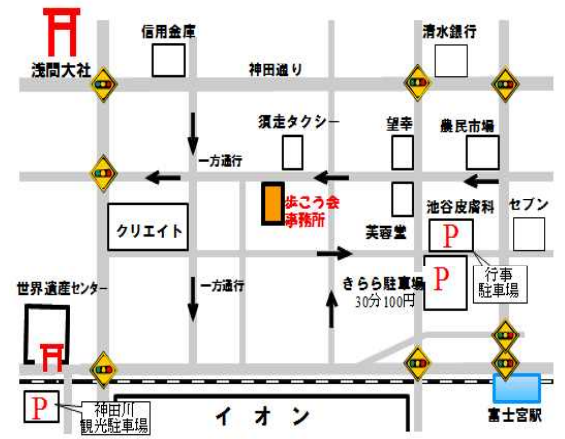 信用金庫
清水銀行
浅間大社
神田通り
須走タクシー
望幸
農民市場
一方通行
歩こう会
事務所
クリエイト
芙蓉堂
池谷皮膚科
セブン
P
行事
駐車場
世界遺産センター
一方通行
きらら駐車場
30分100円
P
P
神田川
観光駐車場
イオン
富士宮駅